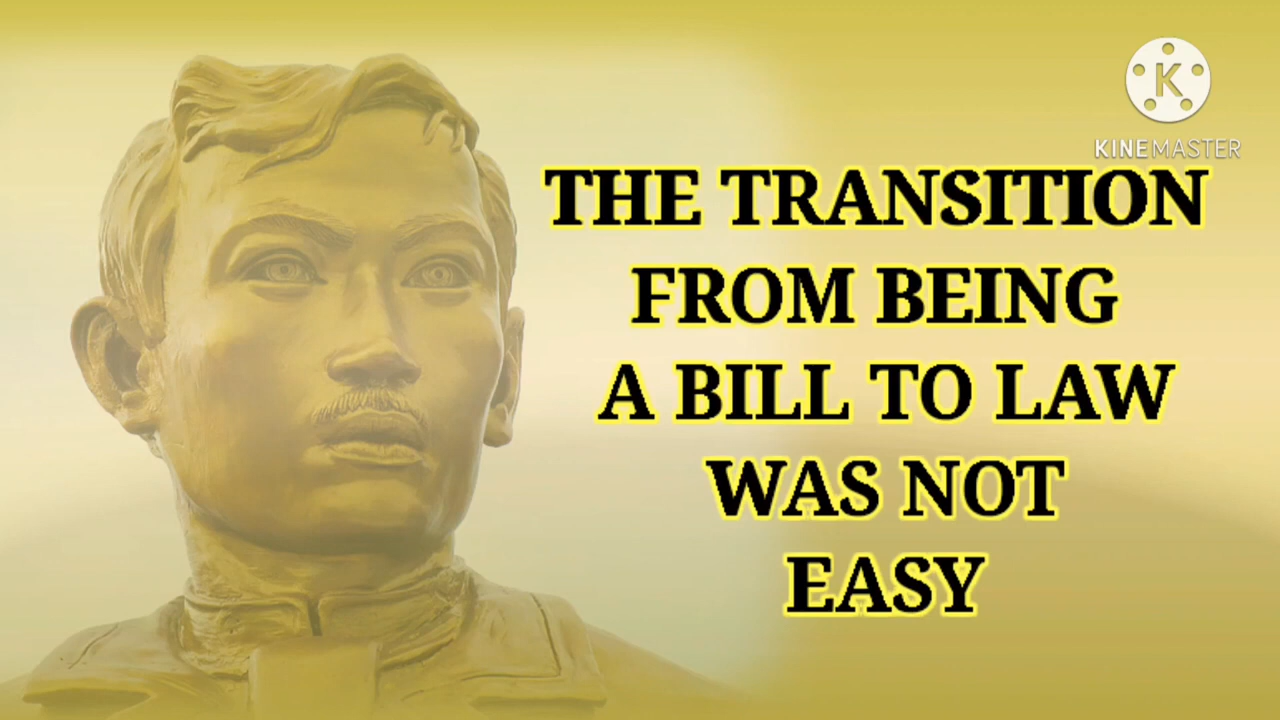 K
KINEMASTER
THE TRANSITION
FROM BEING
A BILL TO LAW
WAS NOT
EASY